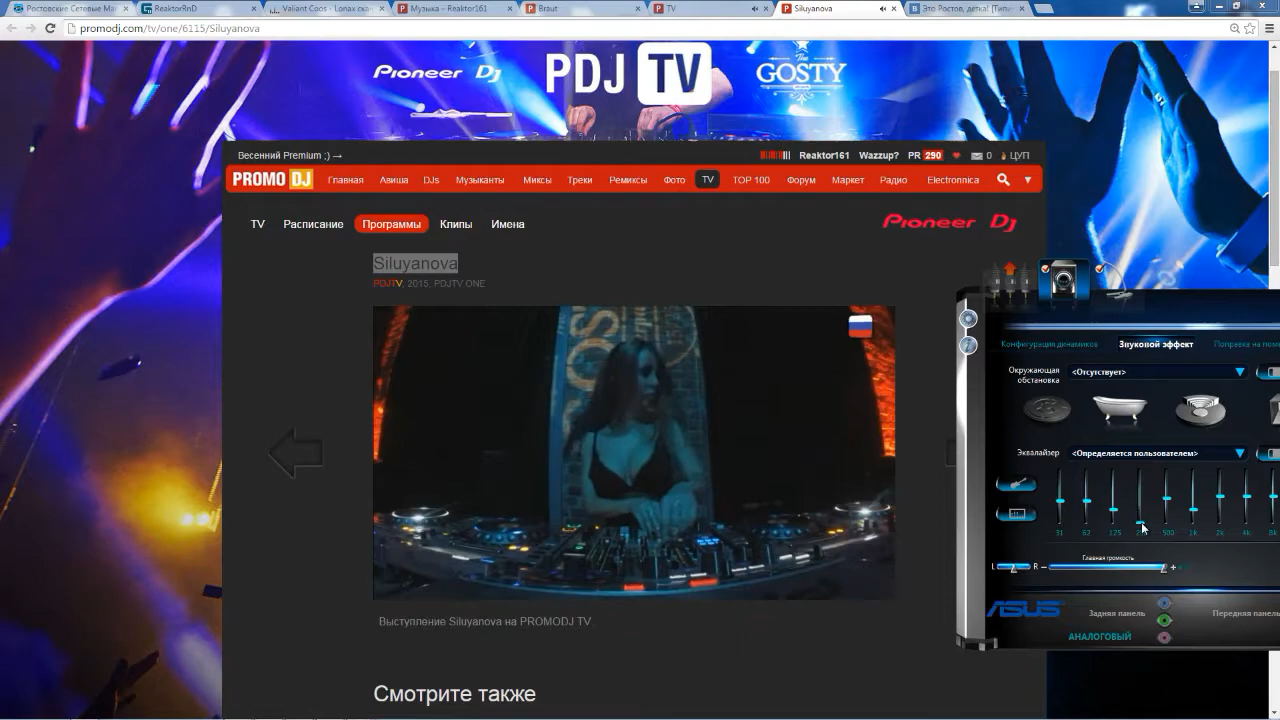 Ростовские Сетевые Ма
ReaktorRnD
Valiant Coos - Lonax ска
Музыка – Reaktor161
Braut
TV
Siluyanova
Это Ростов, детка! (Типич
promodj.com/tv/one/6115/Siluyanova
Pioneer Dj
PDJ TV
The GOSTY
Весенний Premium ;) →
Reaktor161 Wazzup? PR 290 0 ЦУП
PROMO DJ Главная Афиша DJs Музыканты Миксы Треки Ремиксы Фото TV TOP 100 Форум Маркет Радио Electronnica
TV Расписание Программы Клипы Имена
Pioneer Dj
Siluyanova
PDJTV, 2015, PDJTV ONE
Конфигурация динамиков Звуковой эффект Поправка на пом
Окружающая обстановка <Отсутствует>
Эквалайзер <Определяется пользователем>
31 62 125 500 1k 2k 4k 8k
Главная громкость
L R − +
ASUS Задняя панель Передняя панель
АНАЛОГОВЫЙ
Выступление Siluyanova на PROMODJ TV
Смотрите также